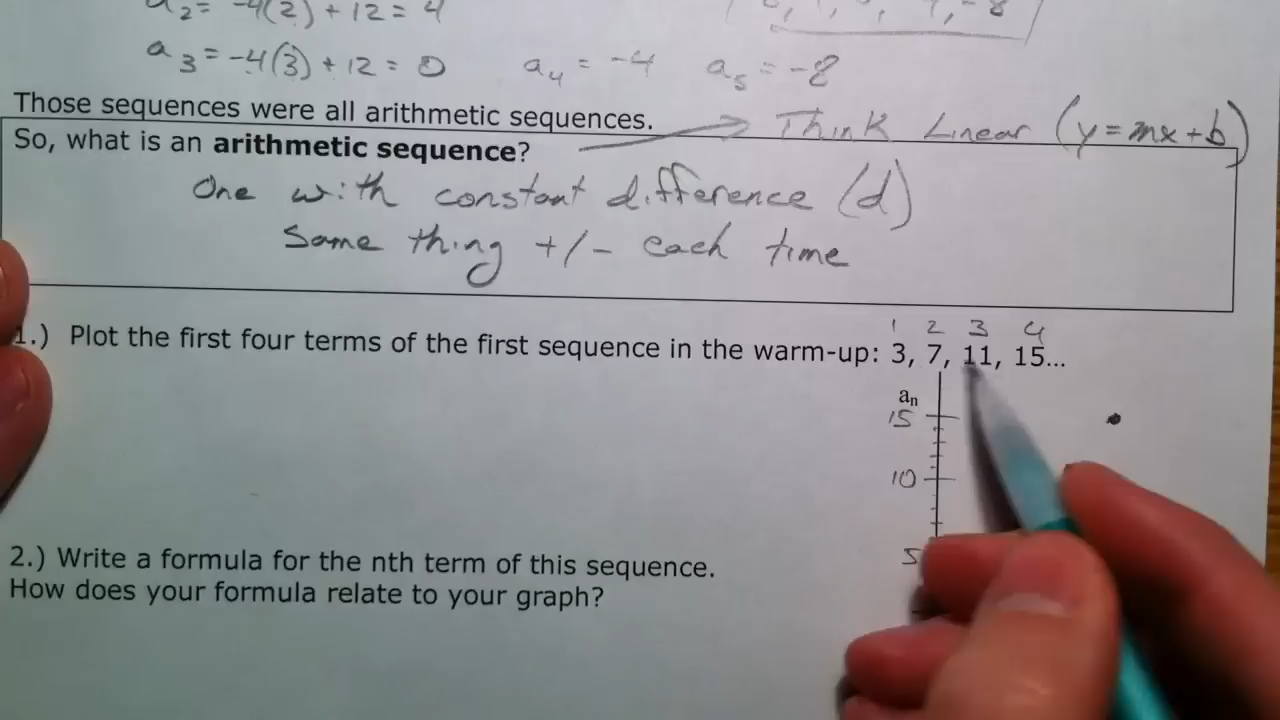 a₂= -4(2) + 12 = 4
a₃ = -4(3) + 12 = 0 a₄ = -4 a₅ = -8
Those sequences were all arithmetic sequences.
Think Linear (y=mx+b)
So, what is an arithmetic sequence?
One with constant difference (d)
Same thing +/- each time
1 2 3 4
1.) Plot the first four terms of the first sequence in the warm-up: 3, 7, 11, 15...
aₙ
15
10
5
2.) Write a formula for the nth term of this sequence.
How does your formula relate to your graph?